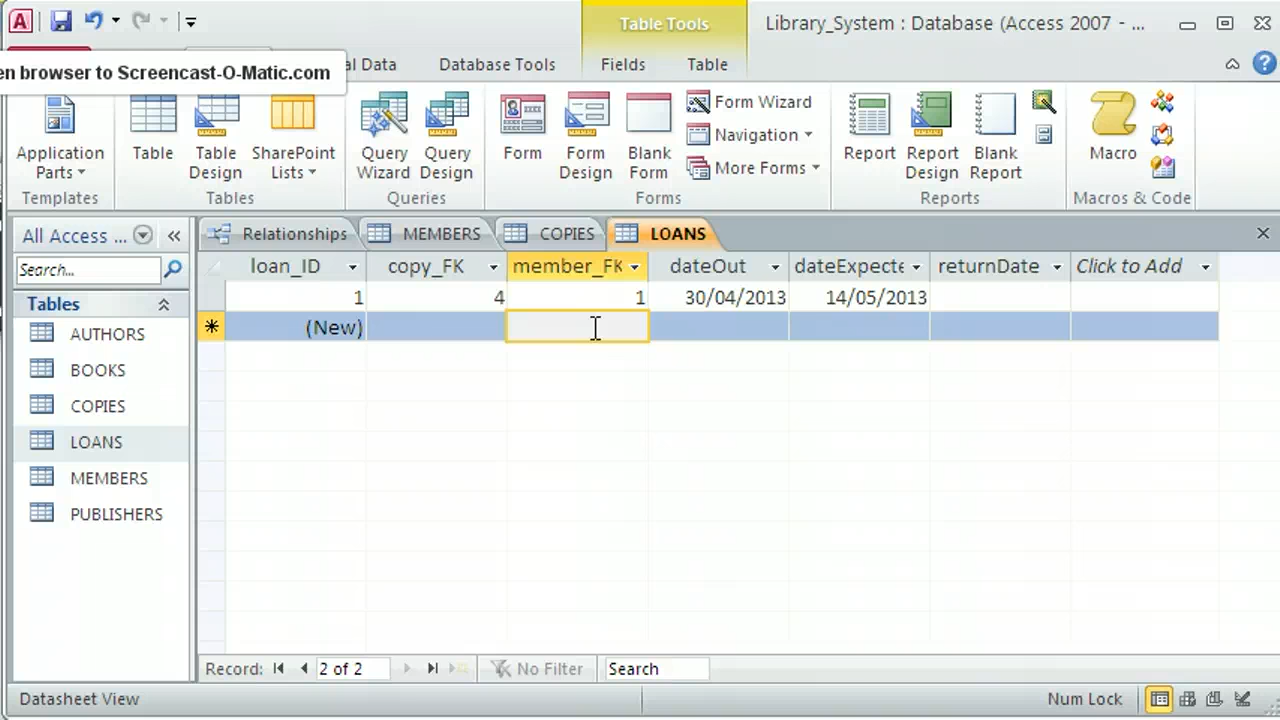 Table Tools
Library_System : Database (Access 2007 - ...
en browser to Screencast-O-Matic.com
al Data
Database Tools
Fields
Table
Application Parts
Table
Table Design
SharePoint Lists
Query Wizard
Query Design
Form
Form Design
Blank Form
Form Wizard
Navigation
More Forms
Report
Report Design
Blank Report
Macro
Templates
Tables
Queries
Forms
Reports
Macros & Code
All Access ...
Relationships
MEMBERS
COPIES
LOANS
Search...
loan_ID copy_FK member_FK dateOut dateExpecte returnDate Click to Add
1 4 1 30/04/2013 14/05/2013
(New)
Tables
AUTHORS
BOOKS
COPIES
LOANS
MEMBERS
PUBLISHERS
Record: 2 of 2 No Filter Search
Datasheet View
Num Lock